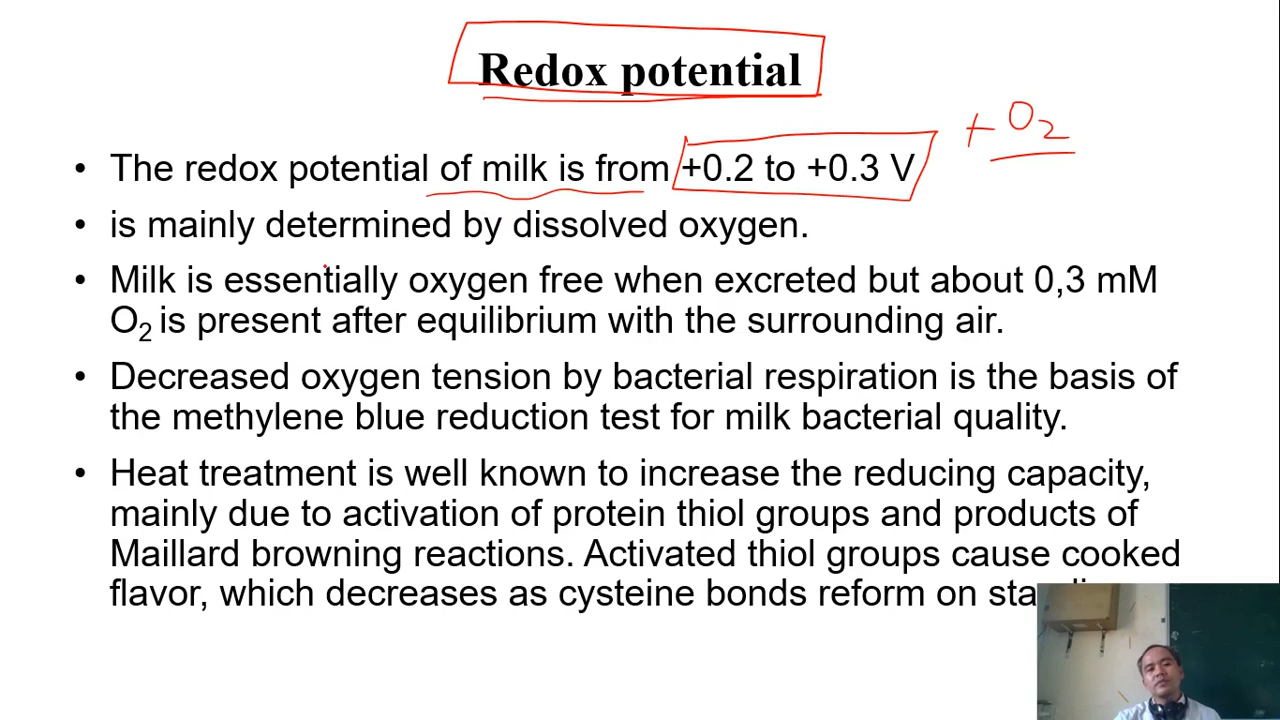 Redox potential
+ O2
• The redox potential of milk is from +0.2 to +0.3 V
• is mainly determined by dissolved oxygen.
• Milk is essentially oxygen free when excreted but about 0,3 mM
O2 is present after equilibrium with the surrounding air.
• Decreased oxygen tension by bacterial respiration is the basis of
the methylene blue reduction test for milk bacterial quality.
• Heat treatment is well known to increase the reducing capacity,
mainly due to activation of protein thiol groups and products of
Maillard browning reactions. Activated thiol groups cause cooked
flavor, which decreases as cysteine bonds reform on